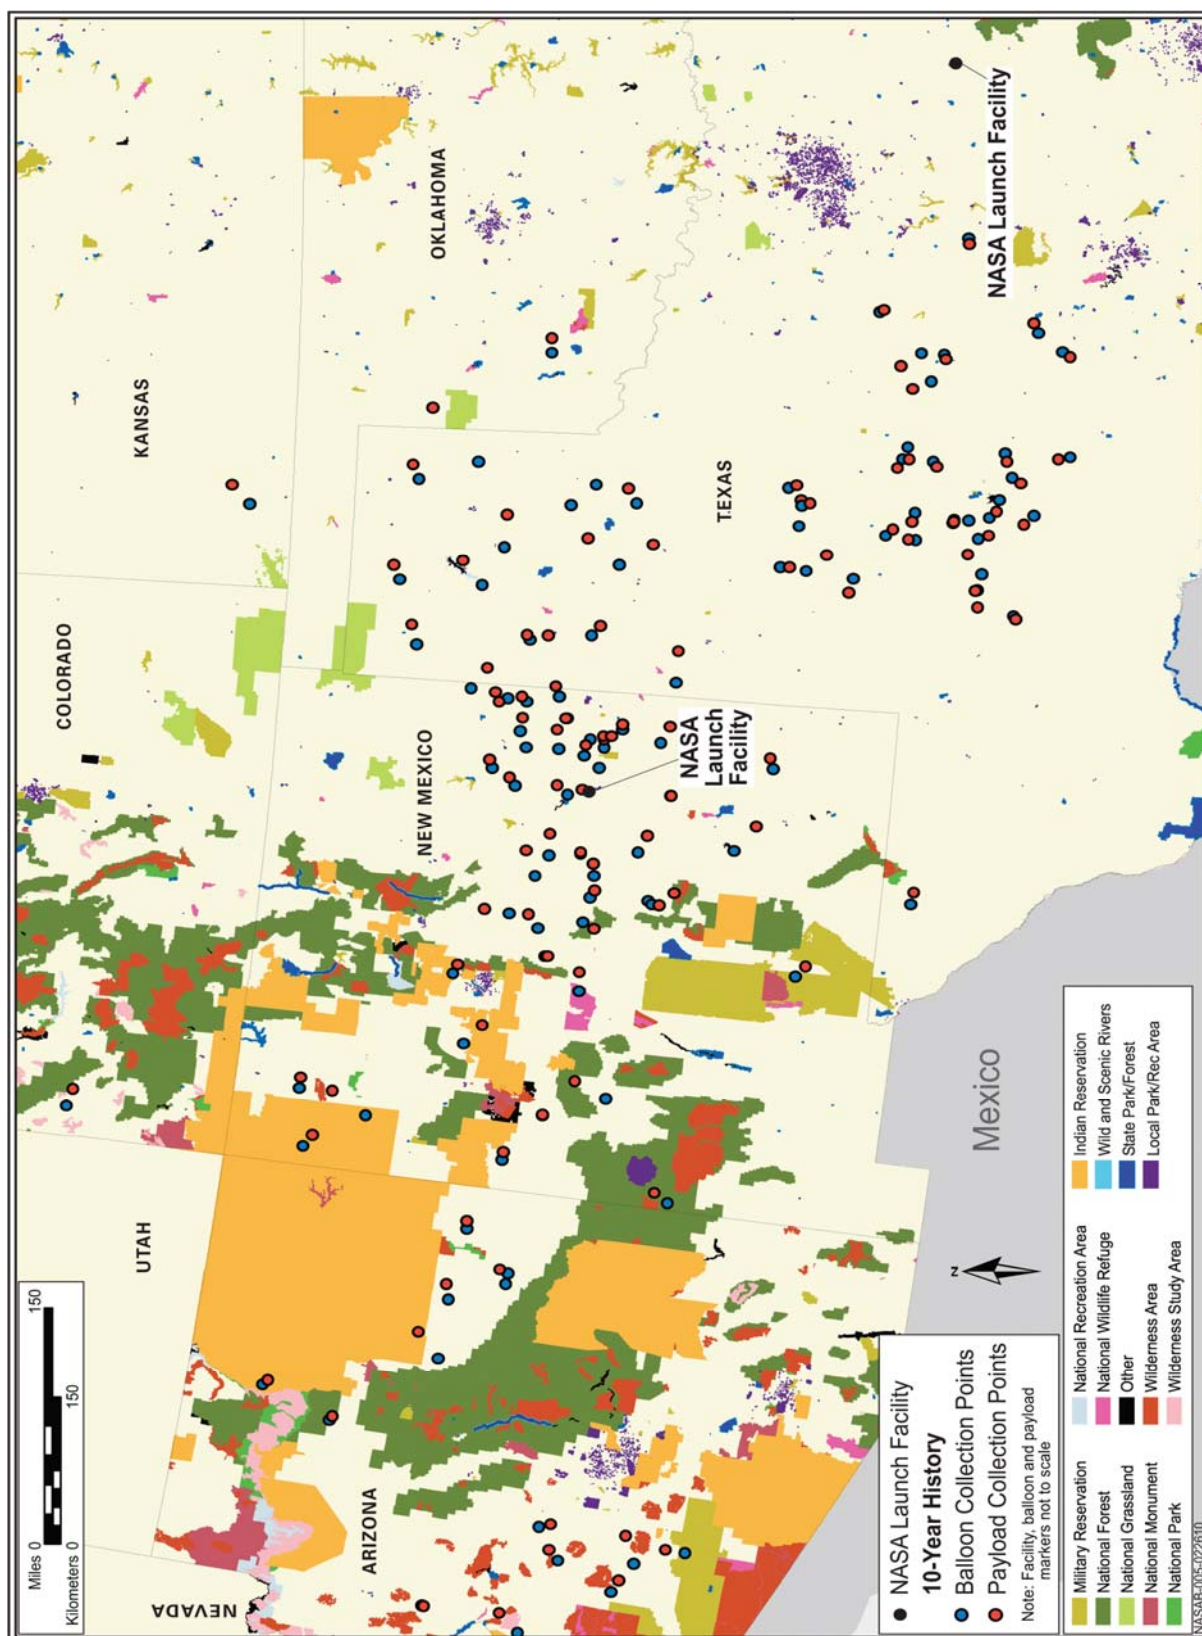 Miles 0
150
Kilometers 0
150
NEVADA
UTAH
COLORADO
KANSAS
ARIZONA
NEW MEXICO
OKLAHOMA
TEXAS
NASA
Launch
Facility
NASA Launch Facility
Mexico
N
NASA Launch Facility
10-Year History
Balloon Collection Points
Payload Collection Points
Note: Facility, balloon and payload
markers not to scale
Military Reservation
National Forest
National Grassland
National Monument
National Park
National Recreation Area
National Wildlife Refuge
Other
Wilderness Area
Wilderness Study Area
Indian Reservation
Wild and Scenic Rivers
State Park/Forest
Local Park/Rec Area
NASAB-005-022610